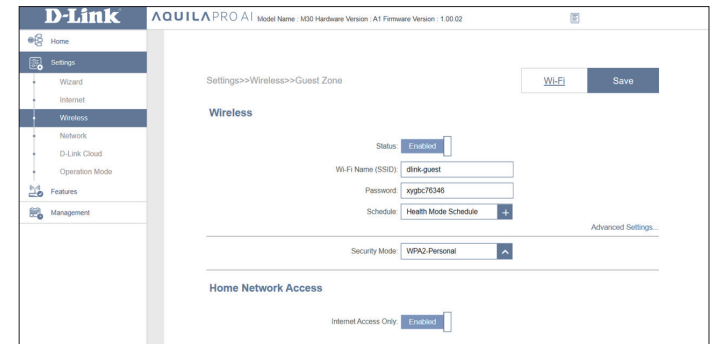 D-Link
AQUILA PRO AI Model Name : M30 Hardware Version : A1 Firmware Version : 1.00.02
Home
Settings
Wizard
Internet
Wireless
Network
D-Link Cloud
Operation Mode
Features
Management
Settings>>Wireless>>Guest Zone
Wi-Fi
Save
Wireless
Status: Enabled
Wi-Fi Name (SSID): dlink-guest
Password: xygbc76346
Schedule: Health Mode Schedule +
Advanced Settings...
Security Mode: WPA2-Personal
Home Network Access
Internet Access Only: Enabled